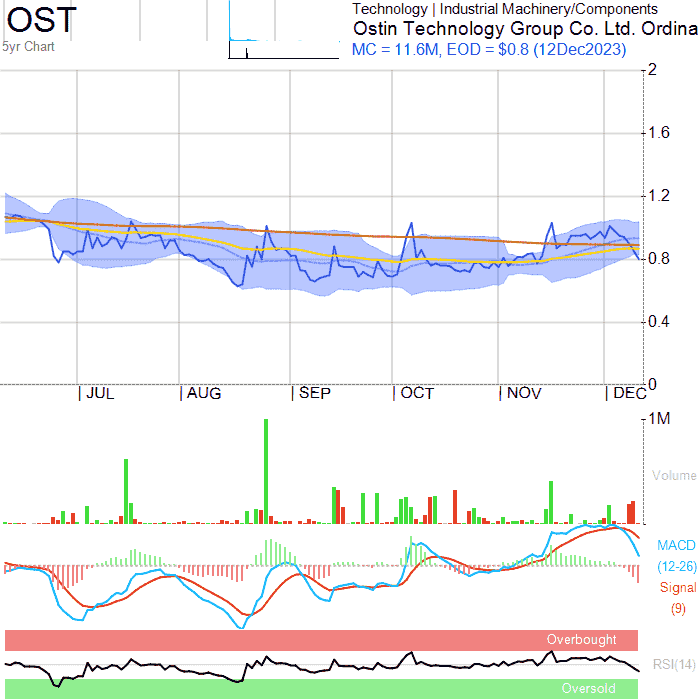 OST
5yr Chart
Technology | Industrial Machinery/Components
Ostin Technology Group Co. Ltd. Ordina
MC = 11.6M, EOD = $0.8 (12Dec2023)
2
1.6
1.2
0.8
0.4
0
JUL AUG SEP OCT NOV DEC
1M
Volume
MACD
(12-26)
Signal
(9)
Overbought
RSI(14)
Oversold